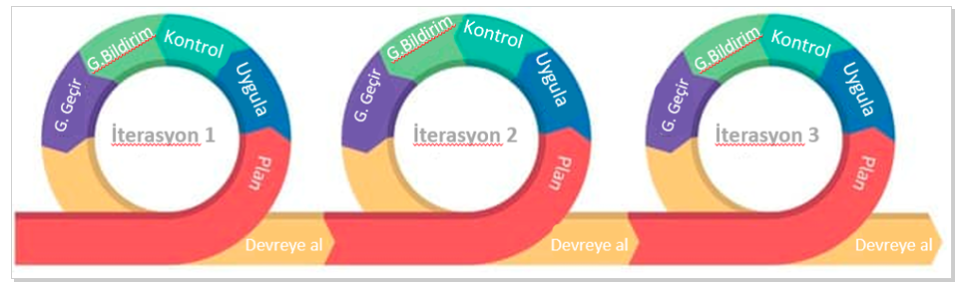 G. Geçir
G.Bildirim
Kontrol
Uygula
Plan
İterasyon 1
Devreye al
G. Geçir
G.Bildirim
Kontrol
Uygula
Plan
İterasyon 2
Devreye al
G. Geçir
G.Bildirim
Kontrol
Uygula
Plan
İterasyon 3
Devreye al